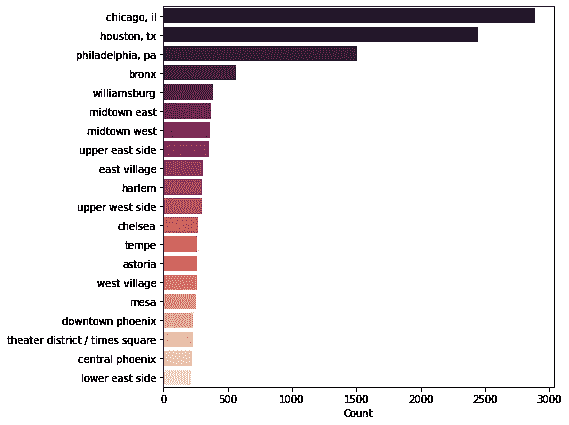 chicago, il
houston, tx
philadelphia, pa
bronx
williamsburg
midtown east
midtown west
upper east side
east village
harlem
upper west side
chelsea
tempe
astoria
west village
mesa
downtown phoenix
theater district / times square
central phoenix
lower east side
0 500 1000 1500 2000 2500 3000
Count